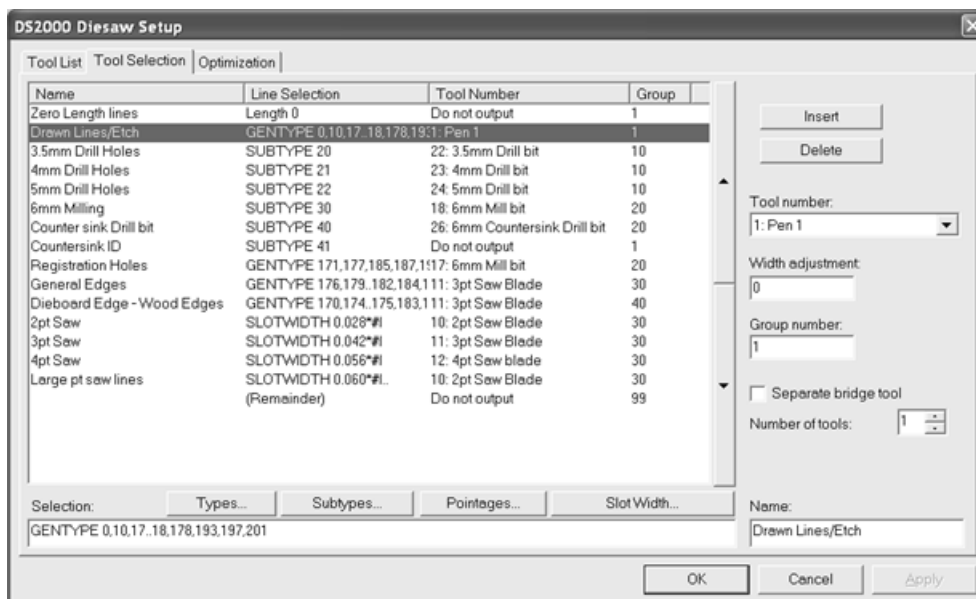 DS2000 Diesaw Setup
Tool List Tool Selection Optimization
Name Line Selection Tool Number Group
Zero Length lines Length 0 Do not output 1
Drawn Lines/Etch GENTYPE 0,10,17..18,178,193 1: Pen 1 1
3.5mm Drill Holes SUBTYPE 20 22: 3.5mm Drill bit 10
4mm Drill Holes SUBTYPE 21 23: 4mm Drill bit 10
5mm Drill Holes SUBTYPE 22 24: 5mm Drill bit 10
6mm Milling SUBTYPE 30 18: 6mm Mill bit 20
Counter sink Drill bit SUBTYPE 40 26: 6mm Countersink Drill bit 20
Countersink ID SUBTYPE 41 Do not output 1
Registration Holes GENTYPE 171,177,185,187,1 17: 6mm Mill bit 20
General Edges GENTYPE 176,179..182,184,1 11: 3pt Saw Blade 30
Dieboard Edge - Wood Edges GENTYPE 170,174..175,183,1 11: 3pt Saw Blade 40
2pt Saw SLOTWIDTH 0.028*#I 10: 2pt Saw Blade 30
3pt Saw SLOTWIDTH 0.042*#I 11: 3pt Saw Blade 30
4pt Saw SLOTWIDTH 0.056*#I 12: 4pt Saw blade 30
Large pt saw lines SLOTWIDTH 0.060*#I.. 10: 2pt Saw Blade 30
(Remainder) Do not output 99
Insert
Delete
Tool number:
1: Pen 1
Width adjustment:
0
Group number:
1
Separate bridge tool
Number of tools: 1
Selection: Types... Subtypes... Pointages... Slot Width...
GENTYPE 0,10,17..18,178,193,197,201
Name:
Drawn Lines/Etch
OK Cancel Apply